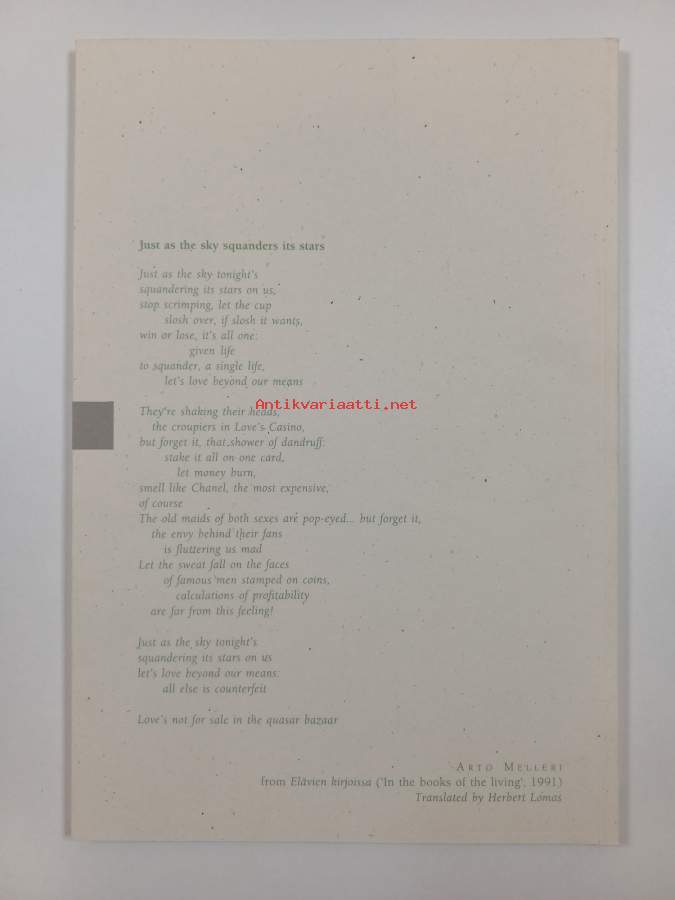 Just as the sky squanders its stars
Just as the sky tonight's
squandering its stars on us,
stop scrimping, let the cup
slosh over, if slosh it wants,
win or lose, it's all one:
given life
to squander, a single life,
let's love beyond our means
They're shaking their heads,
the croupiers in Love's Casino,
but forget it, that shower of dandruff:
stake it all on one card,
let money burn,
smell like Chanel, the most expensive,
of course
The old maids of both sexes are pop-eyed... but forget it,
the envy behind their fans
is fluttering us mad
Let the sweat fall on the faces
of famous men stamped on coins,
calculations of profitability
are far from this feeling!
Just as the sky tonight's
squandering its stars on us
let's love beyond our means:
all else is counterfeit
Love's not for sale in the quasar bazaar
Arto Melleri
from Elävien kirjoissa ('In the books of the living', 1991)
Translated by Herbert Lomas
Antikvariaatti.net